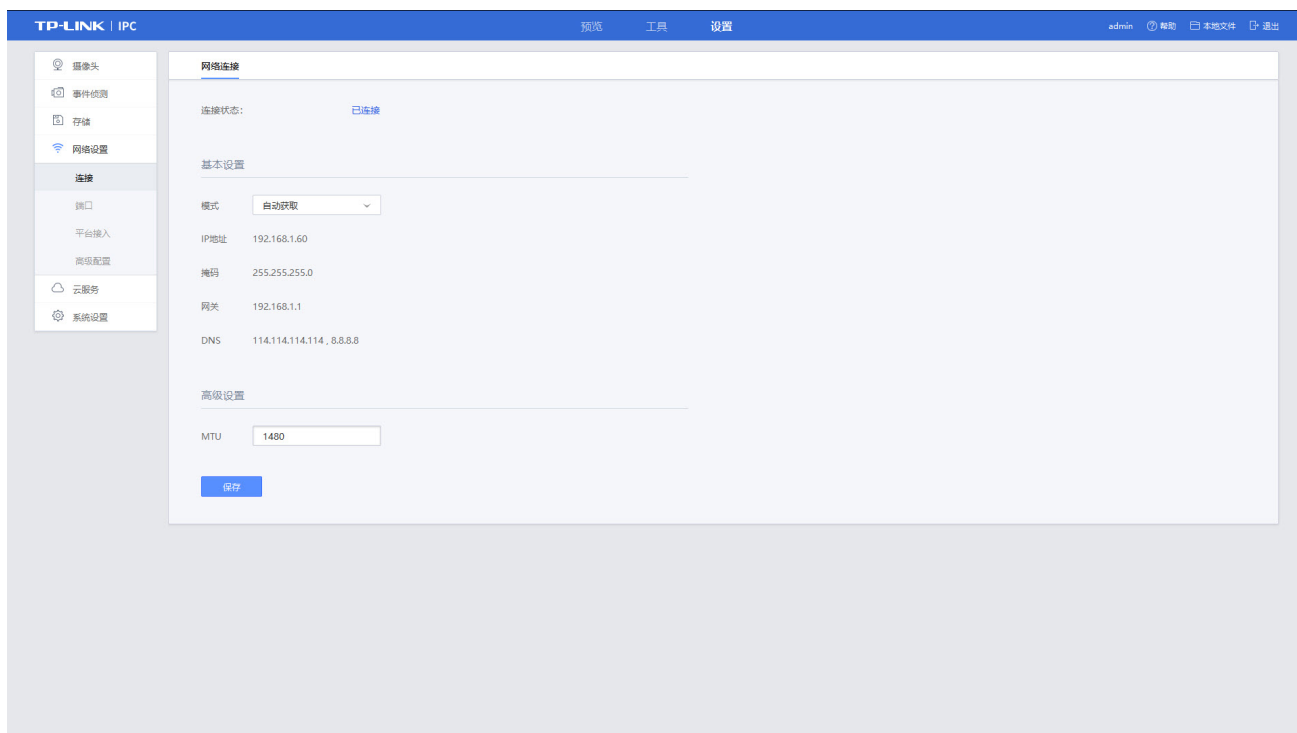 TP-LINK | IPC 预览 工具 设置 admin 帮助 本地文件 退出
摄像头
事件侦测
存储
网络设置
连接
端口
平台接入
高级配置
云服务
系统设置
网络连接
连接状态: 已连接
基本设置
模式 自动获取
IP地址 192.168.1.60
掩码 255.255.255.0
网关 192.168.1.1
DNS 114.114.114.114 , 8.8.8.8
高级设置
MTU 1480
保存